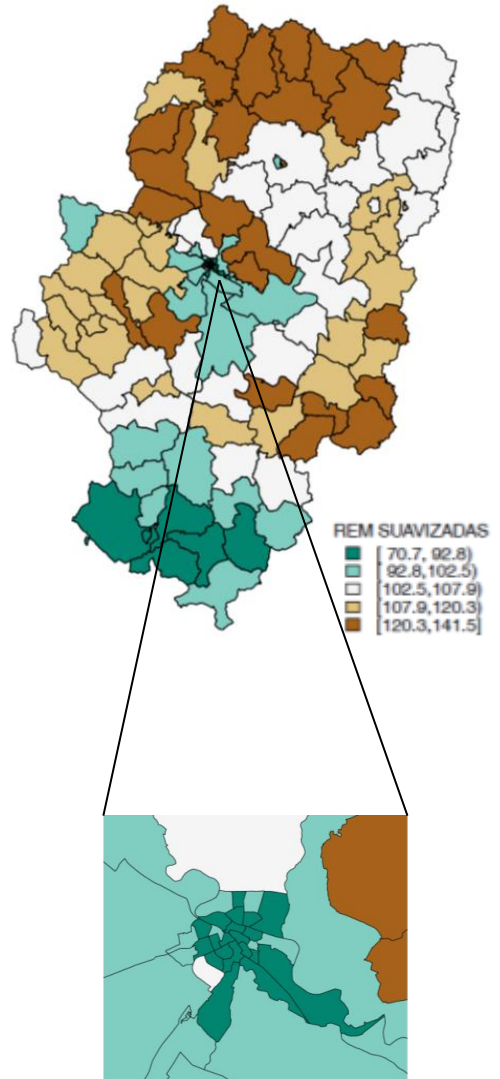 REM SUAVIZADAS
[ 70.7, 92.8)
[ 92.8,102.5)
[102.5,107.9)
[107.9,120.3)
[120.3,141.5]